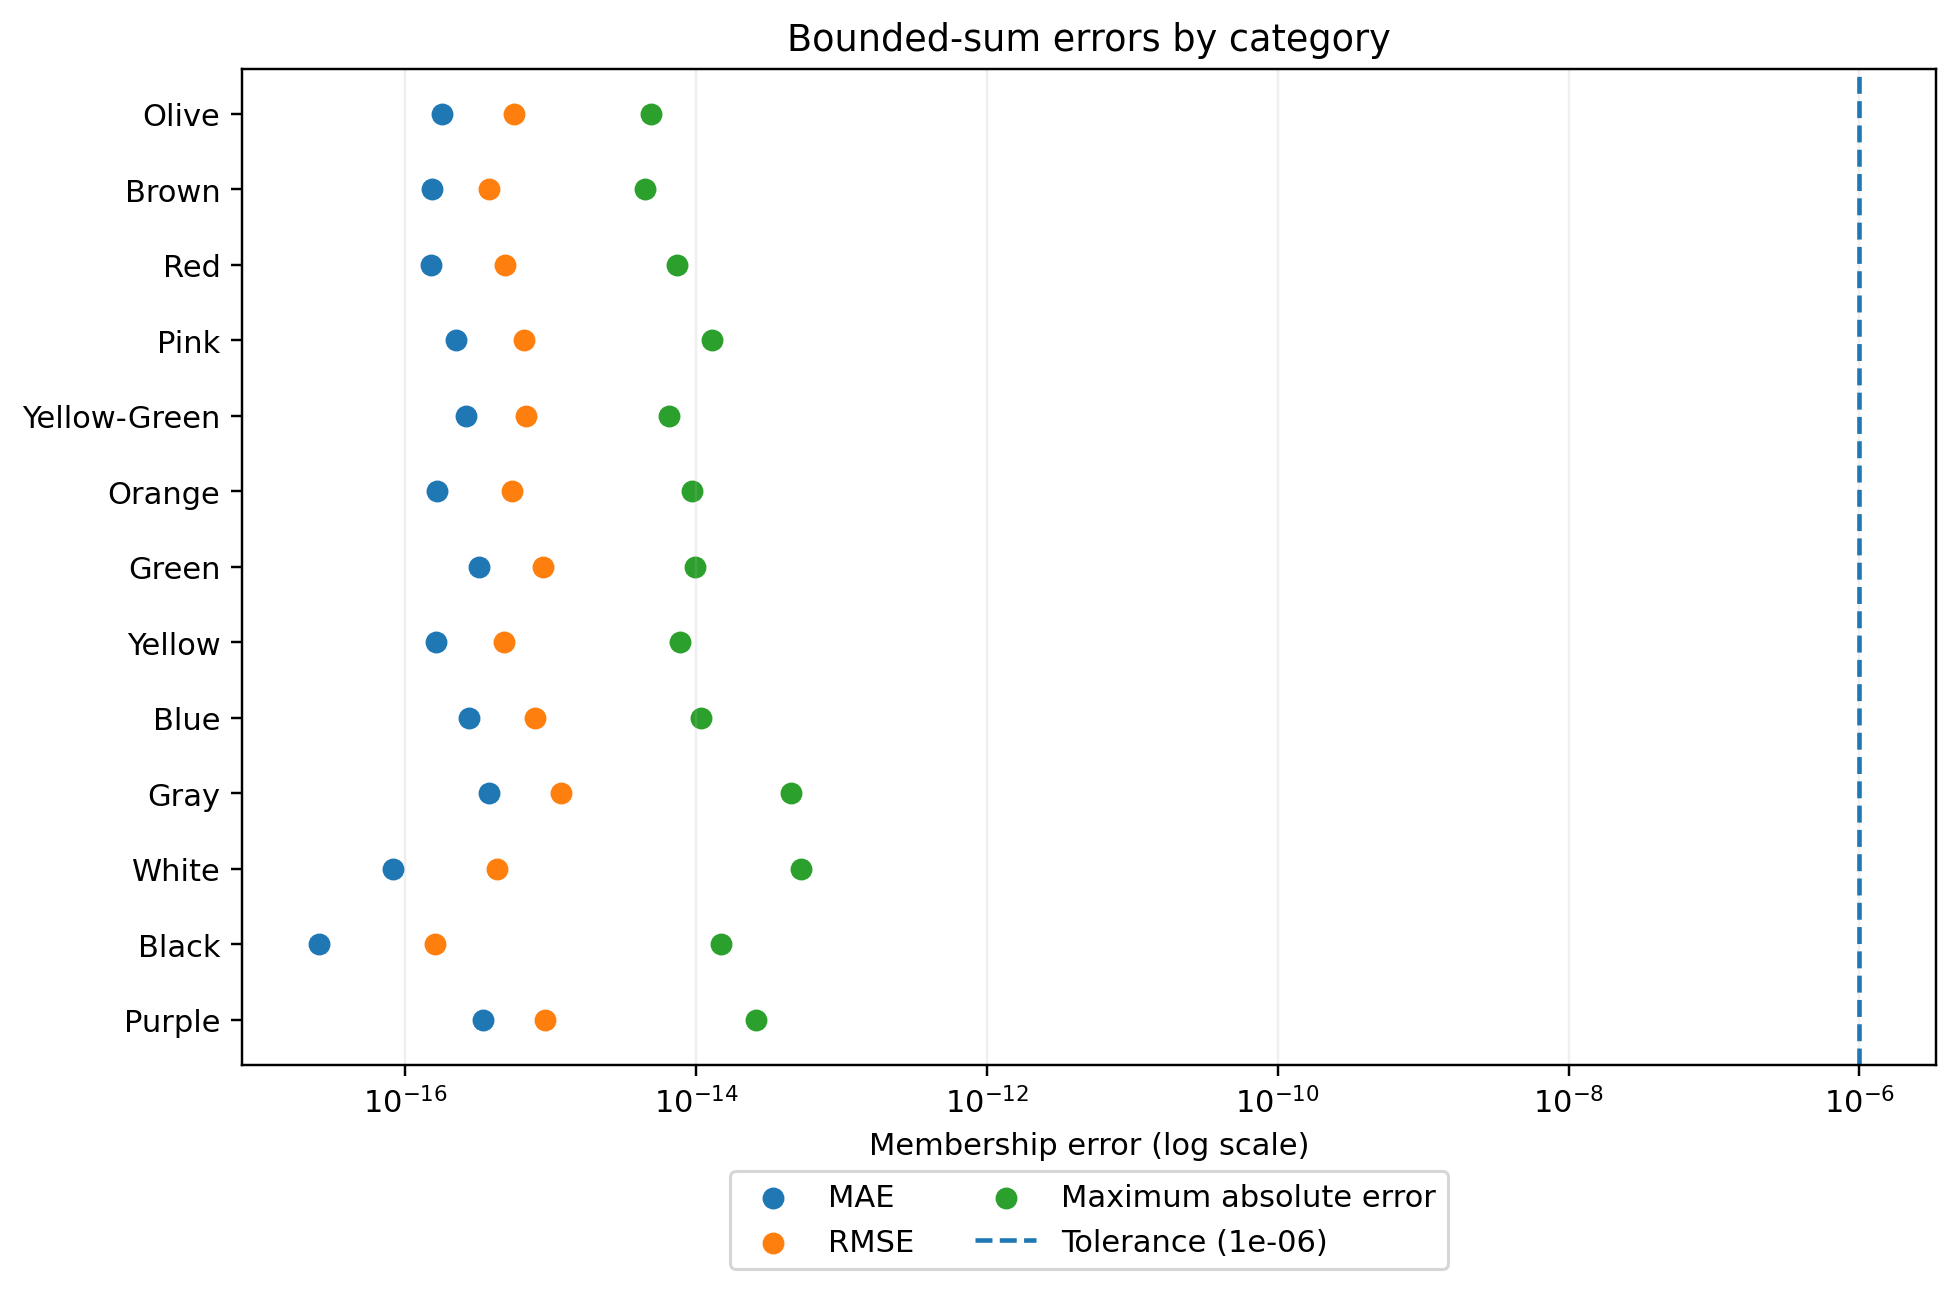 Bounded-sum errors by category
Olive
Brown
Red
Pink
Yellow-Green
Orange
Green
Yellow
Blue
Gray
White
Black
Purple
10⁻¹⁶ 10⁻¹⁴ 10⁻¹² 10⁻¹⁰ 10⁻⁸ 10⁻⁶
Membership error (log scale)
MAE Maximum absolute error
RMSE Tolerance (1e-06)